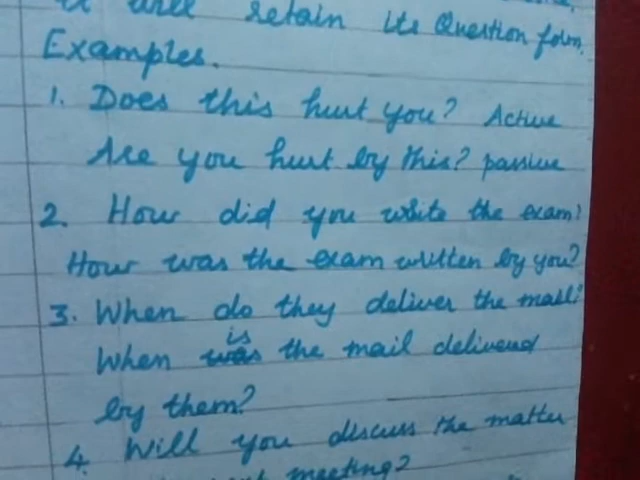 it will retain its Question form.
Examples.
1. Does this hurt you? Active
Are you hurt by this? passive
2. How did you write the exam?
How was the exam written by you?
3. When do they deliver the mail?
is
When was the mail delivered
by them?
4. Will you discuss the matter
meeting?